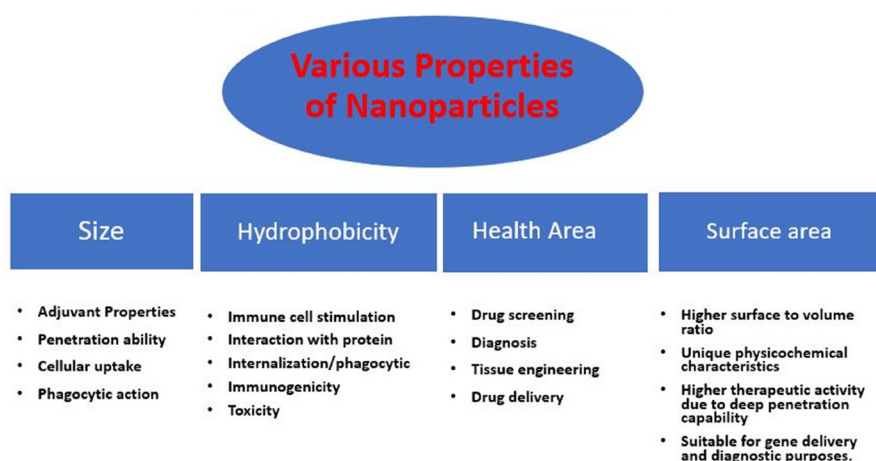 Various Properties
of Nanoparticles
Size
Hydrophobicity
Health Area
Surface area
• Adjuvant Properties
• Penetration ability
• Cellular uptake
• Phagocytic action
• Immune cell stimulation
• Interaction with protein
• Internalization/phagocytic
• Immunogenicity
• Toxicity
• Drug screening
• Diagnosis
• Tissue engineering
• Drug delivery
• Higher surface to volume
ratio
• Unique physicochemical
characteristics
• Higher therapeutic activity
due to deep penetration
capability
• Suitable for gene delivery
and diagnostic purposes.